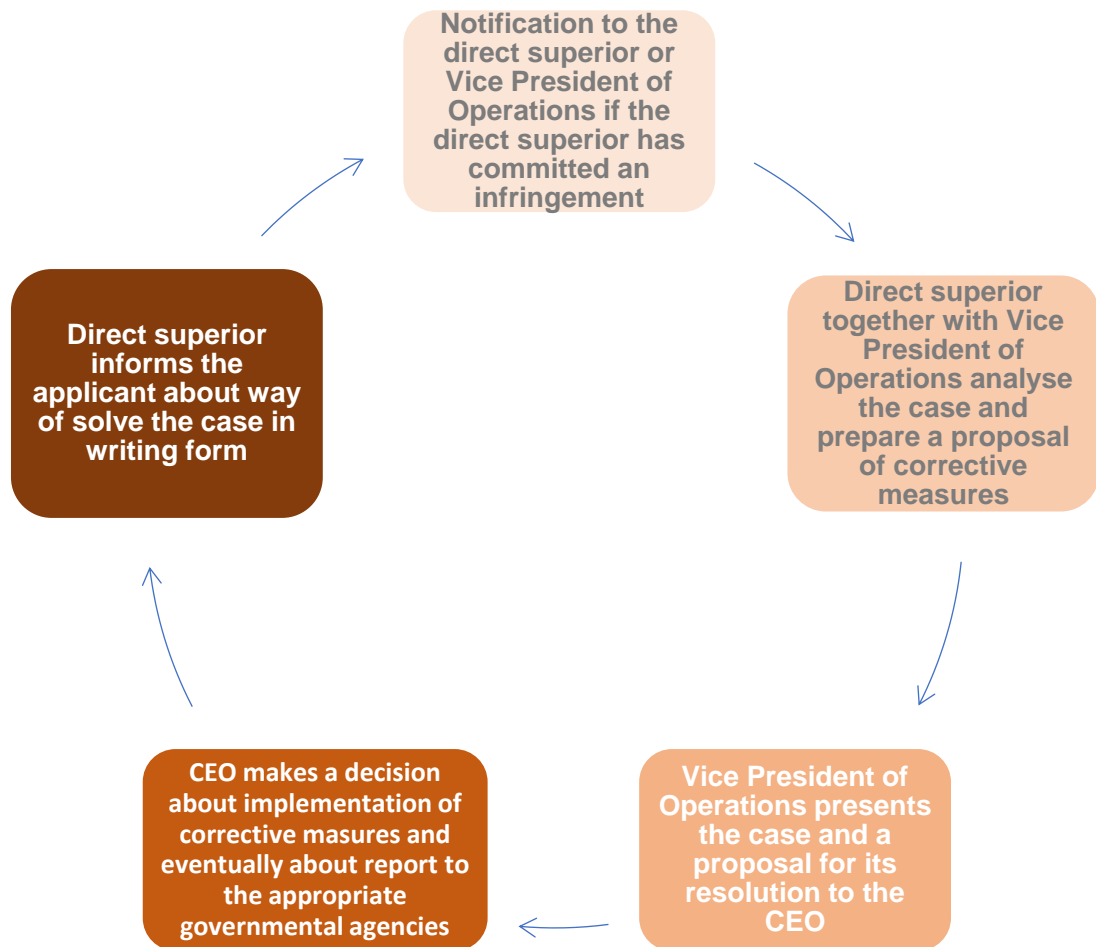 Notification to the
direct superior or
Vice President of
Operations if the
direct superior has
committed an
infringement
Direct superior
together with Vice
President of
Operations analyse
the case and
prepare a proposal
of corrective
measures
Vice President of
Operations presents
the case and a
proposal for its
resolution to the
CEO
CEO makes a decision
about implementation of
corrective masures and
eventually about report to
the appropriate
governmental agencies
Direct superior
informs the
applicant about way
of solve the case in
writing form